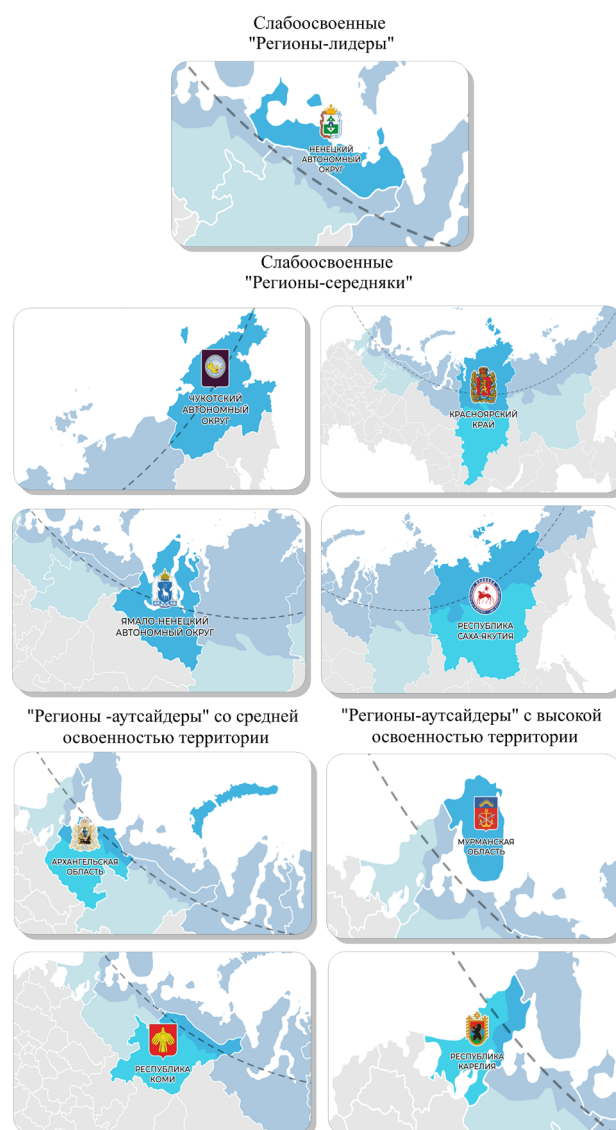 Слабоосвоенные
"Регионы-лидеры"
НЕНЕЦКИЙ
АВТОНОМНЫЙ
ОКРУГ
Слабоосвоенные
"Регионы-середняки"
ЧУКОТСКИЙ
АВТОНОМНЫЙ
ОКРУГ
КРАСНОЯРСКИЙ
КРАЙ
ЯМАЛО-НЕНЕЦКИЙ
АВТОНОМНЫЙ ОКРУГ
РЕСПУБЛИКА
САХА-ЯКУТИЯ
"Регионы -аутсайдеры" со средней
освоенностью территории
"Регионы-аутсайдеры" с высокой
освоенностью территории
АРХАНГЕЛЬСКАЯ
ОБЛАСТЬ
МУРМАНСКАЯ
ОБЛАСТЬ
РЕСПУБЛИКА
КОМИ
РЕСПУБЛИКА
КАРЕЛИЯ